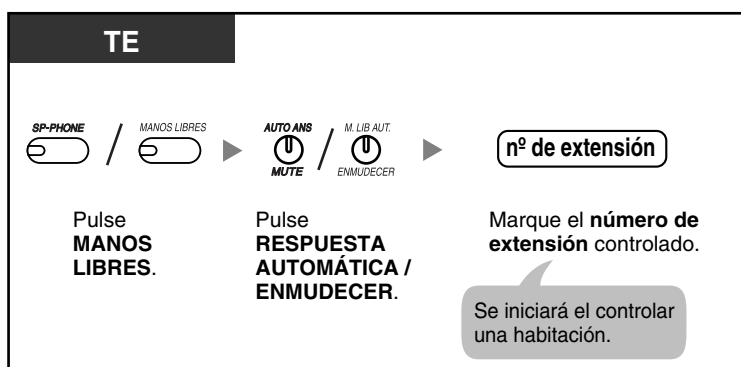 TE
SP-PHONE
MANOS LIBRES
AUTO ANS
MUTE
M. LIB AUT.
ENMUDECER
nº de extensión
Pulse
MANOS
LIBRES.
Pulse
RESPUESTA
AUTOMÁTICA /
ENMUDECER.
Marque el número de
extensión controlado.
Se iniciará el controlar
una habitación.